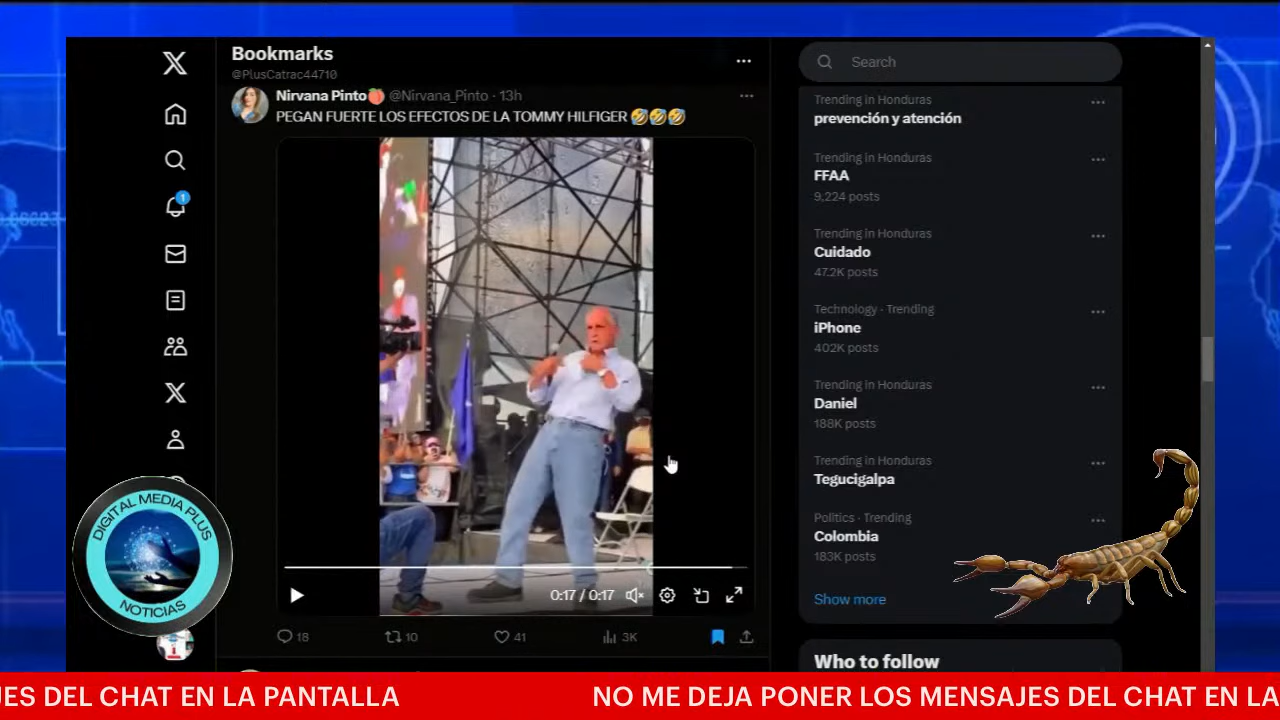 Bookmarks
@PlusCatrac44710
Nirvana Pinto🍑 @Nirvana_Pinto · 13h
PEGAN FUERTE LOS EFECTOS DE LA TOMMY HILFIGER 🤣🤣🤣
0:17 / 0:17
18
10
41
3K
1
Search
Trending in Honduras
prevención y atención
Trending in Honduras
FFAA
9,224 posts
Trending in Honduras
Cuidado
47.2K posts
Technology · Trending
iPhone
402K posts
Trending in Honduras
Daniel
188K posts
Trending in Honduras
Tegucigalpa
Politics · Trending
Colombia
183K posts
Show more
Who to follow
DIGITAL MEDIA PLUS
NOTICIAS
JES DEL CHAT EN LA PANTALLA
NO ME DEJA PONER LOS MENSAJES DEL CHAT EN LA